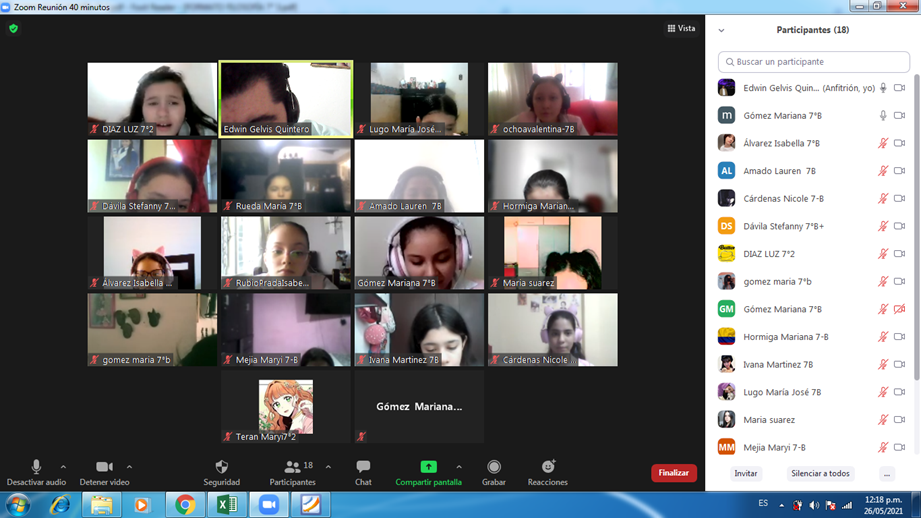 Zoom Reunión 40 minutos
Vista
DIAZ LUZ 7°2
Edwin Gelvis Quintero
Lugo María José...
ochoavalentina-7B
Dávila Stefanny 7...
Rueda María 7°B
Amado Lauren 7B
Hormiga Marian...
Álvarez Isabella ...
RubioPradaIsabe...
Gómez Mariana 7°B
Maria suarez
gomez maria 7°b
Mejia Maryi 7-B
Ivana Martinez 7B
Cárdenas Nicole ...
Teran Maryi7°2
Gómez Mariana...
Desactivar audio
Detener video
Seguridad
18
Participantes
Chat
Compartir pantalla
Grabar
Reacciones
Finalizar
Participantes (18)
Buscar un participante
Edwin Gelvis Quin... (Anfitrión, yo)
m Gómez Mariana 7°B
Álvarez Isabella 7°B
AL Amado Lauren 7B
Cárdenas Nicole 7-B
DS Dávila Stefanny 7°B+
DIAZ LUZ 7°2
gomez maria 7°b
GM Gómez Mariana 7°B
Hormiga Mariana 7-B
Ivana Martinez 7B
Lugo María José 7B
Maria suarez
MM Mejia Maryi 7-B
Invitar
Silenciar a todos
...
ES
12:18 p.m.
26/05/2021